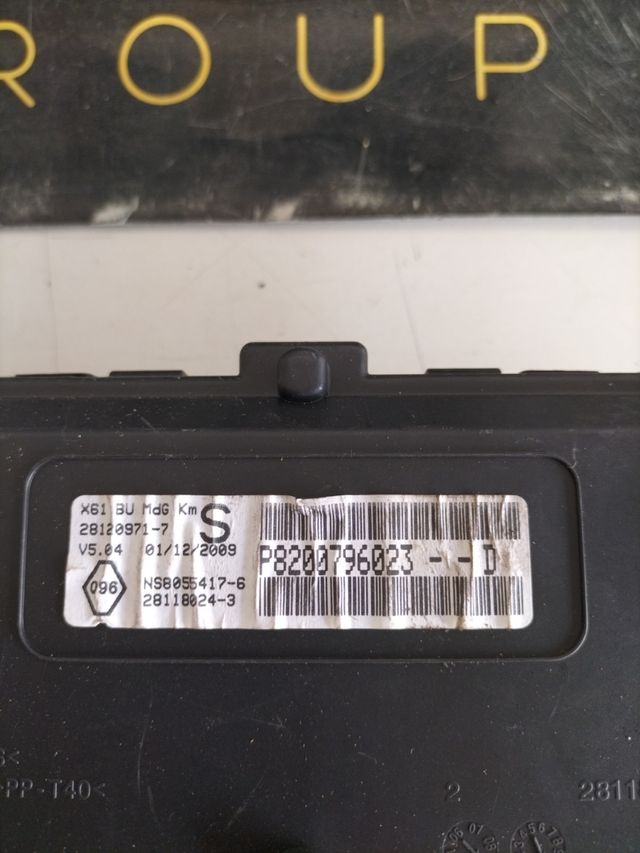 ROUP
X61 BU MdG Km S
28120971-7
V5.04 01/12/2009
096
NS8055417-6
28118024-3
P8200796023 - - D
-PP-T40<
2
2811